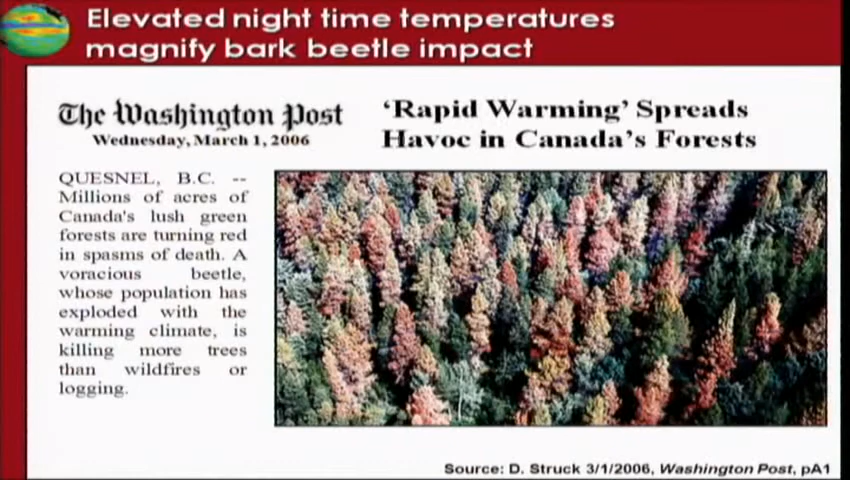 Elevated night time temperatures
magnify bark beetle impact
The Washington Post
Wednesday, March 1, 2006
'Rapid Warming' Spreads
Havoc in Canada's Forests
QUESNEL, B.C. --
Millions of acres of
Canada's lush green
forests are turning red
in spasms of death. A
voracious beetle,
whose population has
exploded with the
warming climate, is
killing more trees
than wildfires or
logging.
Source: D. Struck 3/1/2006, Washington Post, pA1